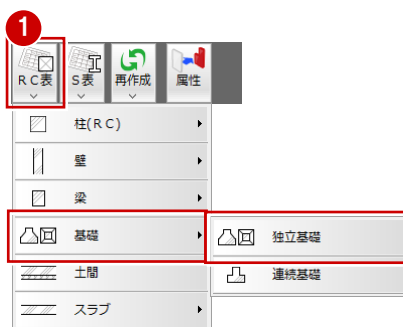 1
RC表 S表 再作成 属性
柱(RC)
壁
梁
基礎 独立基礎
土間 連続基礎
スラブ